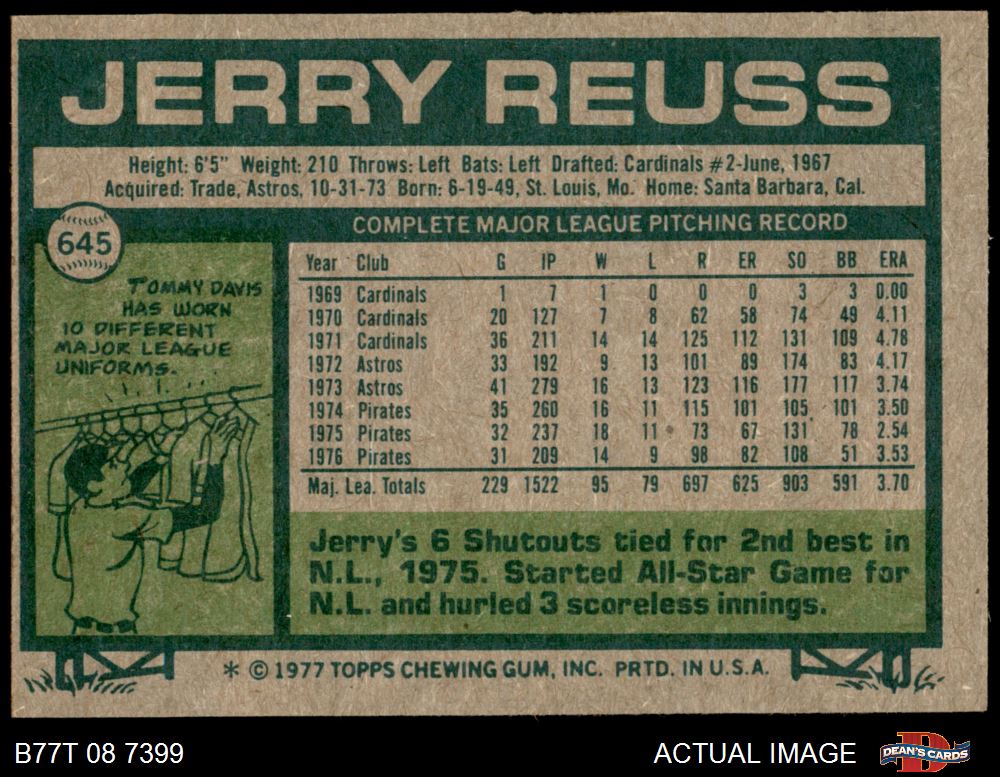 JERRY REUSS
Height: 6'5" Weight: 210 Throws: Left Bats: Left Drafted: Cardinals #2-June, 1967
Acquired: Trade, Astros, 10-31-73 Born: 6-19-49, St. Louis, Mo. Home: Santa Barbara, Cal.
645
TOMMY DAVIS
HAS WORN
10 DIFFERENT
MAJOR LEAGUE
UNIFORMS.
COMPLETE MAJOR LEAGUE PITCHING RECORD
Year Club G IP W L R ER SO BB ERA
1969 Cardinals 1 7 1 0 0 0 3 3 0.00
1970 Cardinals 20 127 7 8 62 58 74 49 4.11
1971 Cardinals 36 211 14 14 125 112 131 109 4.78
1972 Astros 33 192 9 13 101 89 174 83 4.17
1973 Astros 41 279 16 13 123 116 177 117 3.74
1974 Pirates 35 260 16 11 115 101 105 101 3.50
1975 Pirates 32 237 18 11 73 67 131 78 2.54
1976 Pirates 31 209 14 9 98 82 108 51 3.53
Maj. Lea. Totals 229 1522 95 79 697 625 903 591 3.70
Jerry's 6 Shutouts tied for 2nd best in
N.L., 1975. Started All-Star Game for
N.L. and hurled 3 scoreless innings.
* © 1977 TOPPS CHEWING GUM, INC. PRTD. IN U.S.A.
B77T 08 7399
ACTUAL IMAGE
D
DEAN'S CARDS